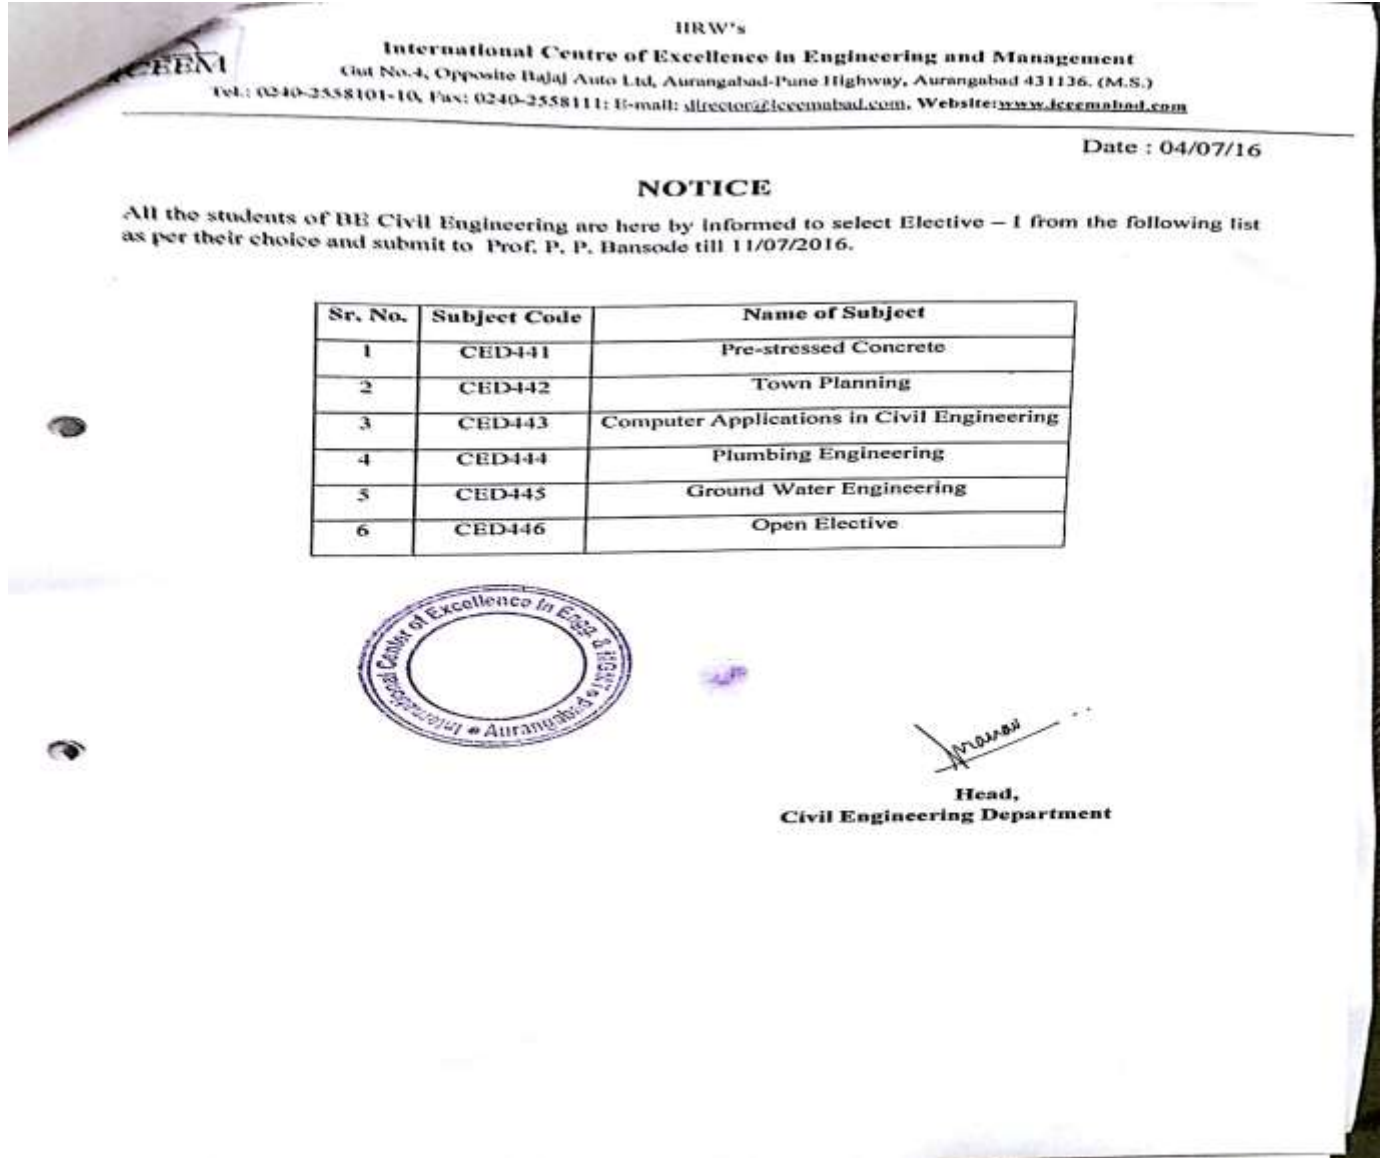 HRW's
ICEEM
International Centre of Excellence in Engineering and Management
Gut No.4, Opposite Bajaj Auto Ltd, Aurangabad-Pune Highway, Aurangabad 431136. (M.S.)
Tel.: 0240-2558101-10, Fax: 0240-2558111; E-mail: director@iceemabad.com, Website:www.iceemabad.com
Date : 04/07/16
NOTICE
All the students of BE Civil Engineering are here by informed to select Elective – I from the following list
as per their choice and submit to Prof. P. P. Bansode till 11/07/2016.
Sr. No. Subject Code Name of Subject
1 CED441 Pre-stressed Concrete
2 CED442 Town Planning
3 CED443 Computer Applications in Civil Engineering
4 CED444 Plumbing Engineering
5 CED445 Ground Water Engineering
6 CED446 Open Elective
International Center of Excellence in Engg. & MGMT
Aurangabad
Head,
Civil Engineering Department